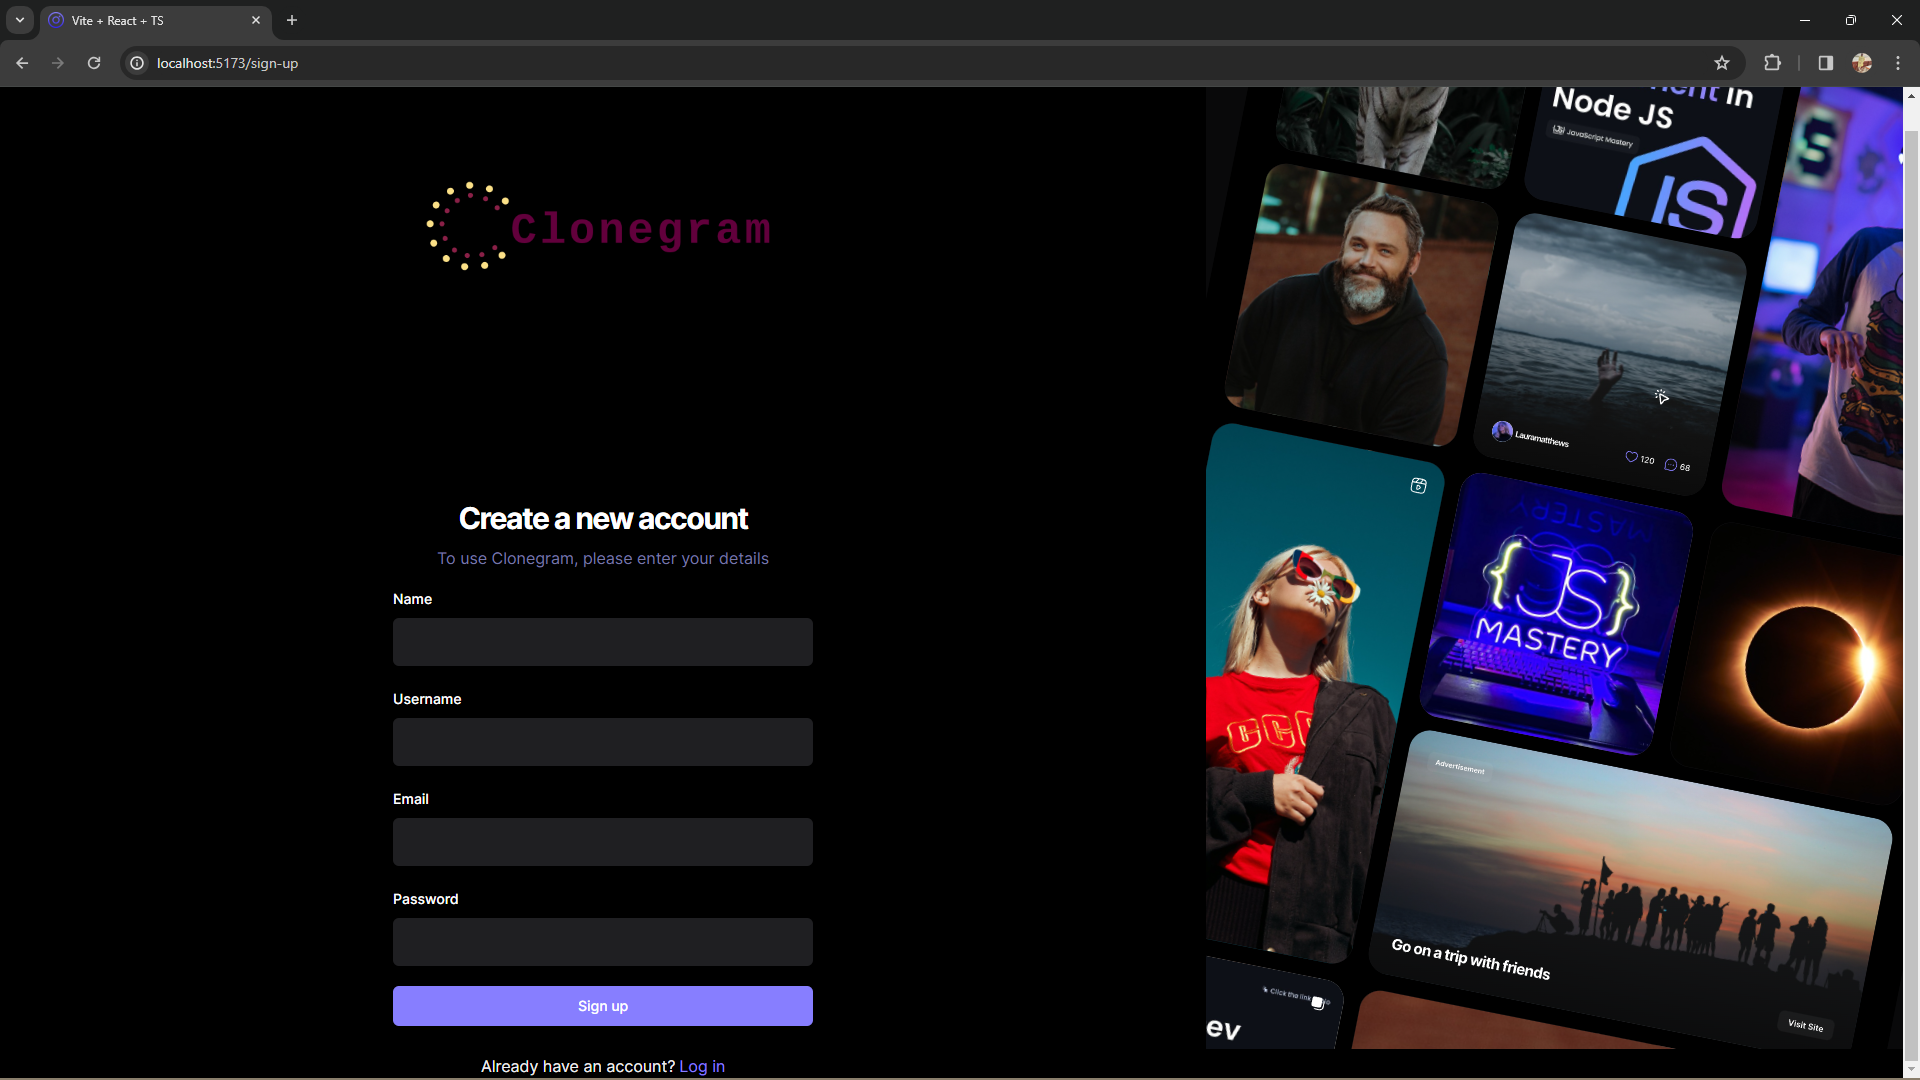 Vite + React + TS
localhost:5173/sign-up
Clonegram
Create a new account
To use Clonegram, please enter your details
Name
Username
Email
Password
Sign up
Already have an account? Log in
in
Node JS
JavaScript Mastery
JS
S
Lauramatthews
120
68
JS
MASTERY
MASTERY
Advertisement
Go on a trip with friends
Visit Site
Click the link
ev